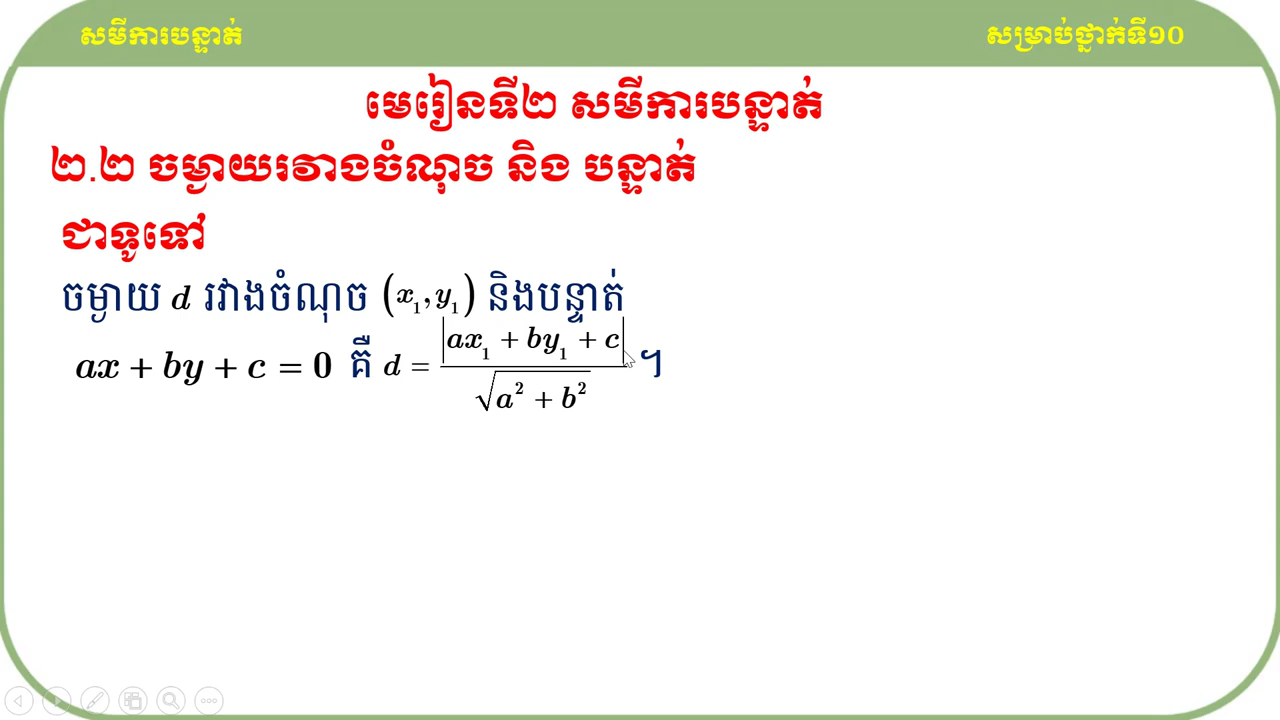 សមីការបន្ទាត់
សម្រាប់ថ្នាក់ទី១០
មេរៀនទី២ សមីការបន្ទាត់
២.២ ចម្ងាយរវាងចំណុច និង បន្ទាត់
ជាទូទៅ
ចម្ងាយ d រវាងចំណុច (x₁, y₁) និងបន្ទាត់
ax + by + c = 0 គឺ d = |ax₁ + by₁ + c| / √(a² + b²) ។